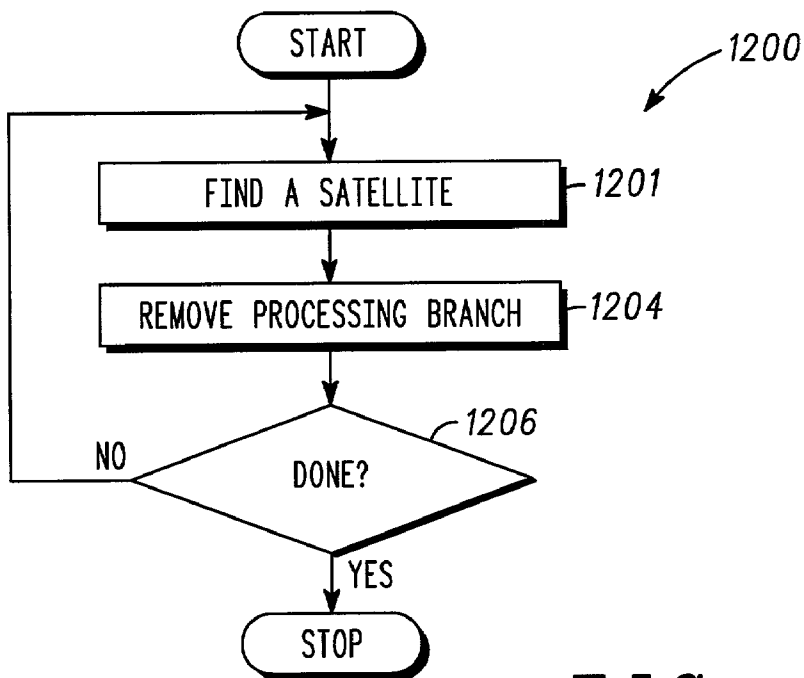 START
1200
FIND A SATELLITE
1201
REMOVE PROCESSING BRANCH
1204
1206
NO
DONE?
YES
STOP